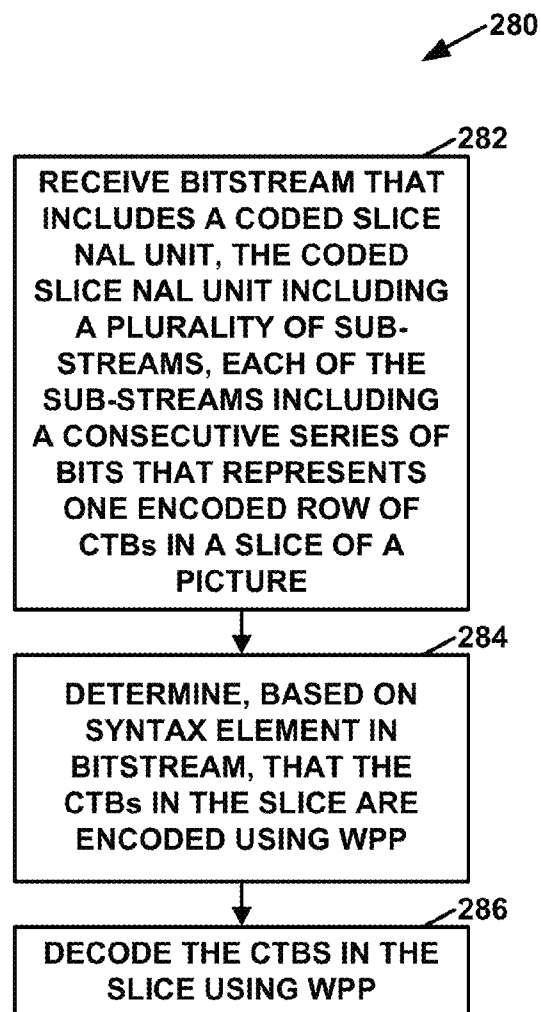 280
282
RECEIVE BITSTREAM THAT
INCLUDES A CODED SLICE
NAL UNIT, THE CODED
SLICE NAL UNIT INCLUDING
A PLURALITY OF SUB-
STREAMS, EACH OF THE
SUB-STREAMS INCLUDING
A CONSECUTIVE SERIES OF
BITS THAT REPRESENTS
ONE ENCODED ROW OF
CTBs IN A SLICE OF A
PICTURE
284
DETERMINE, BASED ON
SYNTAX ELEMENT IN
BITSTREAM, THAT THE
CTBs IN THE SLICE ARE
ENCODED USING WPP
286
DECODE THE CTBS IN THE
SLICE USING WPP